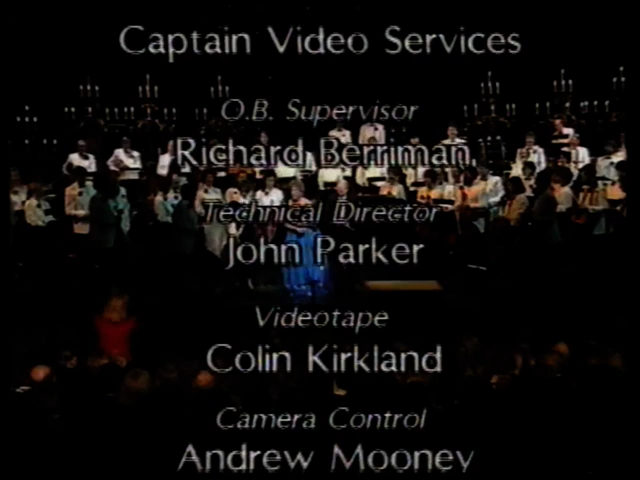 Captain Video Services
O.B. Supervisor
Richard Berriman
Technical Director
John Parker
Videotape
Colin Kirkland
Camera Control
Andrew Mooney